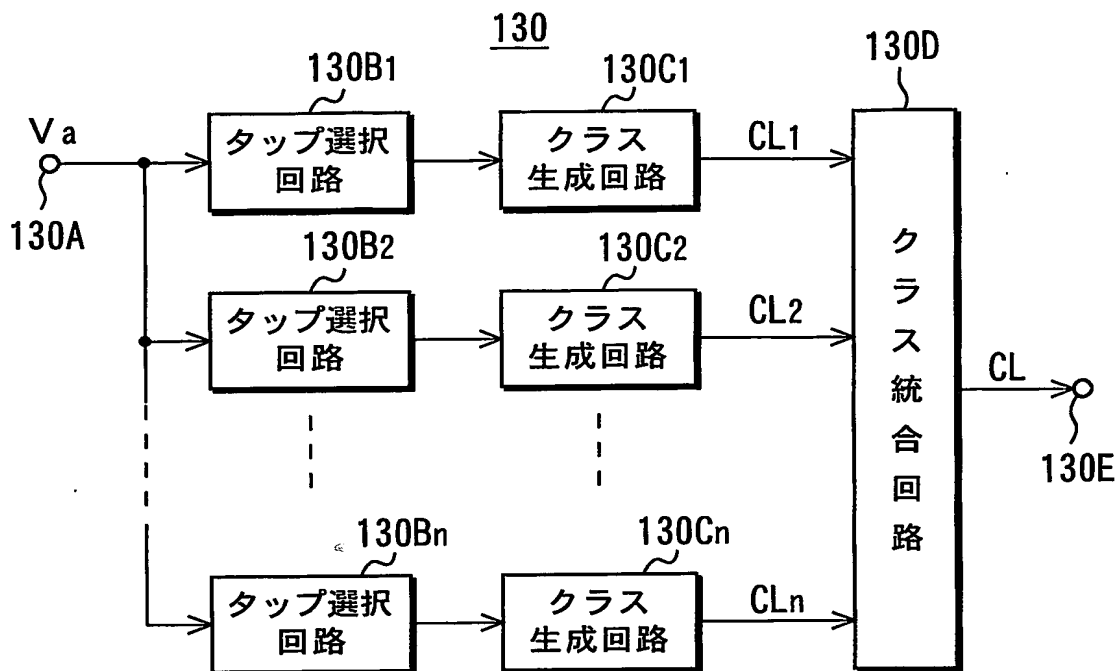 130
130B1
130C1
130D
Va
タップ選択
回路
クラス
生成回路
CL1
130A
130B2
130C2
タップ選択
回路
クラス
生成回路
CL2
クラス統合回路
CL
130E
130Bn
130Cn
タップ選択
回路
クラス
生成回路
CLn